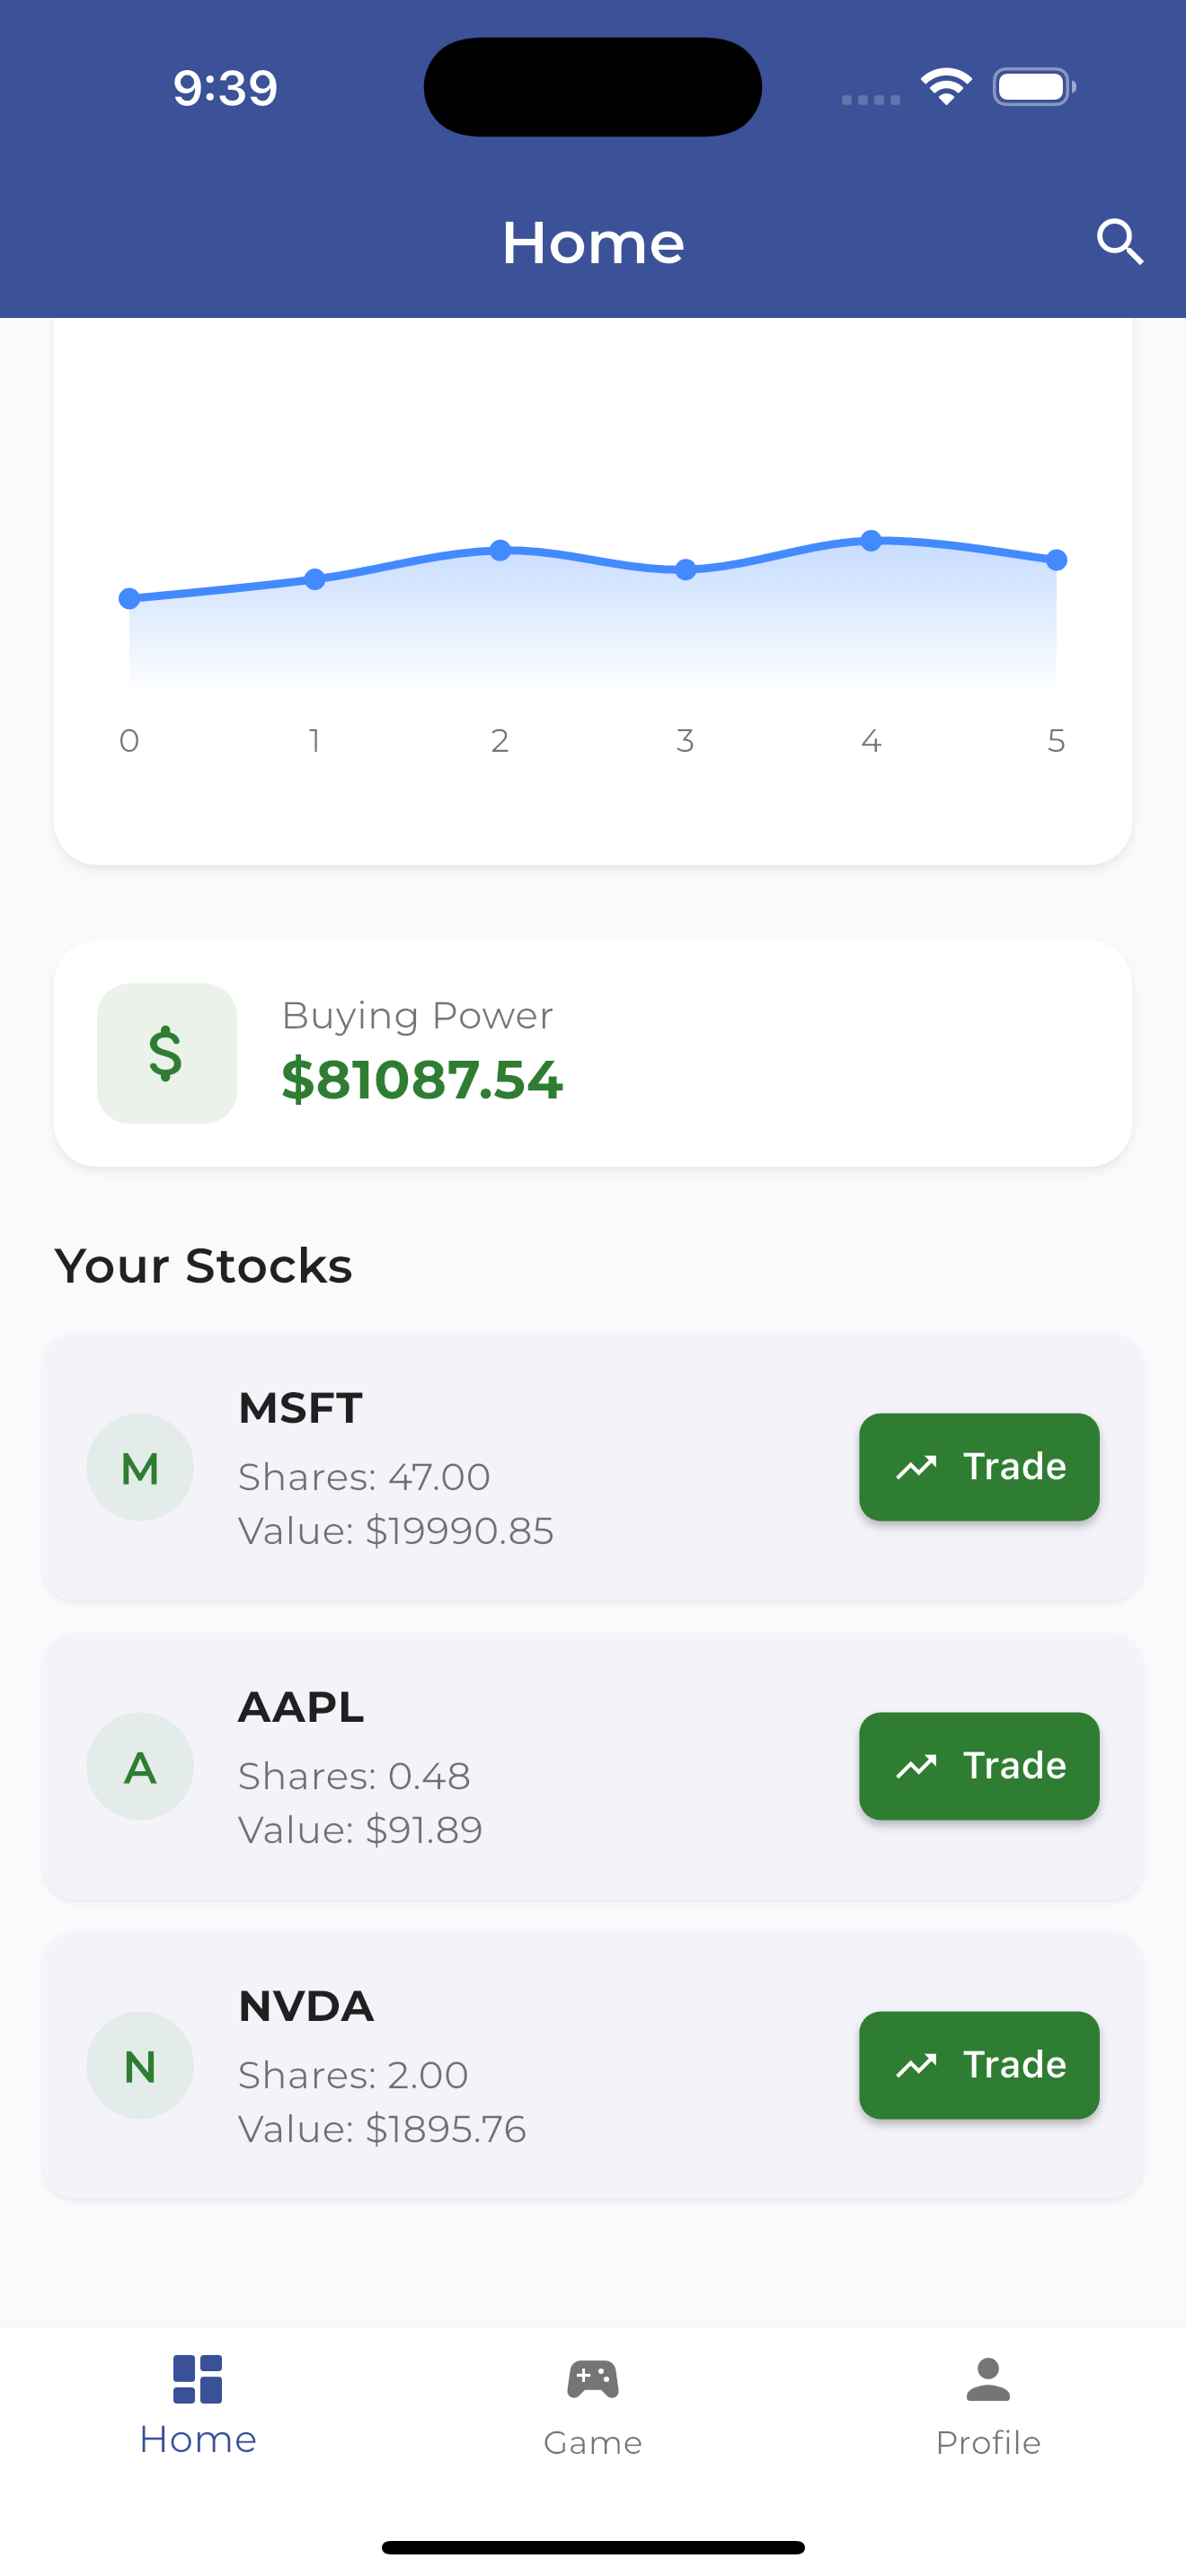 9:39
Home
0 1 2 3 4 5
$
Buying Power
$81087.54
Your Stocks
M
MSFT
Shares: 47.00
Value: $19990.85
Trade
A
AAPL
Shares: 0.48
Value: $91.89
Trade
N
NVDA
Shares: 2.00
Value: $1895.76
Trade
Home Game Profile